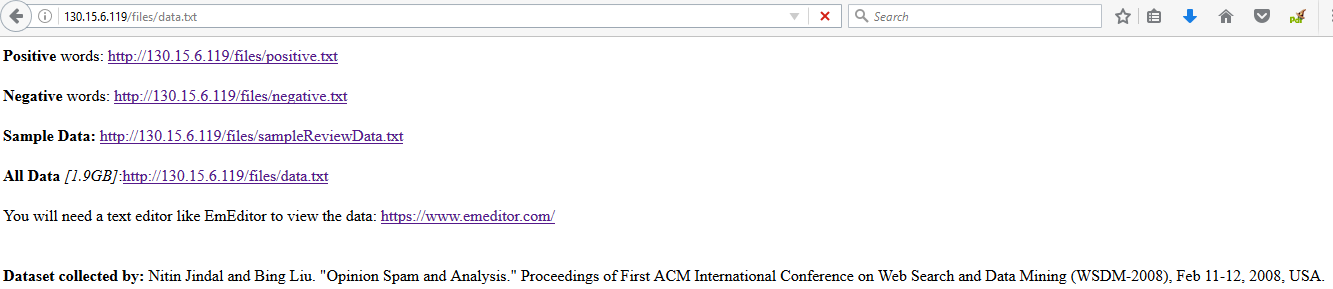 130.15.6.119/files/data.txt
Search
Pdf
Positive words: http://130.15.6.119/files/positive.txt
Negative words: http://130.15.6.119/files/negative.txt
Sample Data: http://130.15.6.119/files/sampleReviewData.txt
All Data [1.9GB]:http://130.15.6.119/files/data.txt
You will need a text editor like EmEditor to view the data: https://www.emeditor.com/
Dataset collected by: Nitin Jindal and Bing Liu. "Opinion Spam and Analysis." Proceedings of First ACM International Conference on Web Search and Data Mining (WSDM-2008), Feb 11-12, 2008, USA.